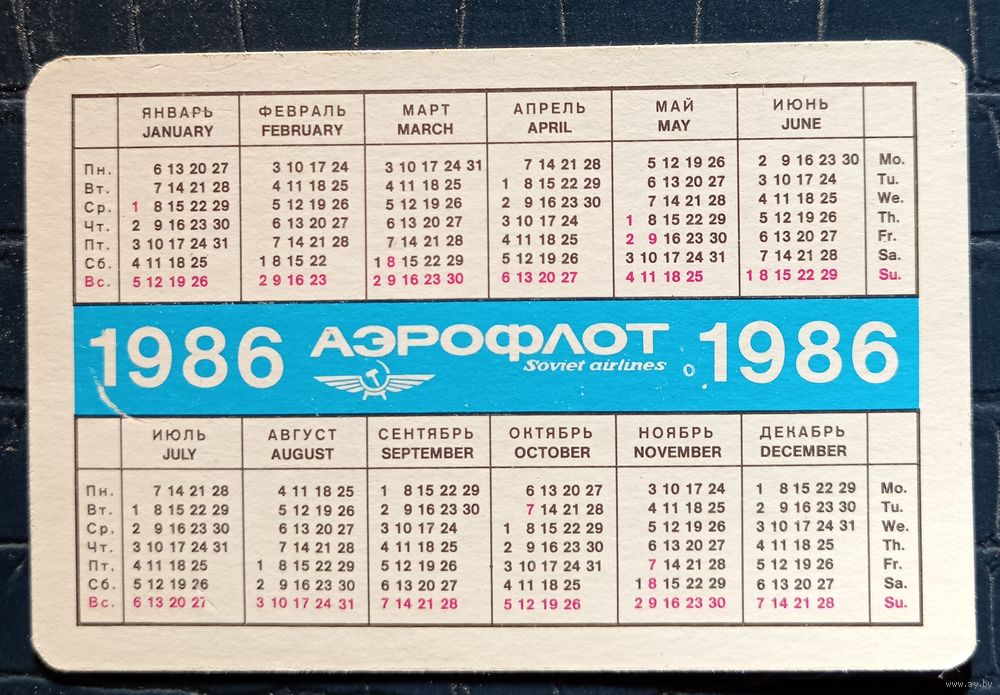 ЯНВАРЬ ФЕВРАЛЬ МАРТ АПРЕЛЬ МАЙ ИЮНЬ
JANUARY FEBRUARY MARCH APRIL MAY JUNE
Пн. 6 13 20 27 3 10 17 24 3 10 17 24 31 7 14 21 28 5 12 19 26 2 9 16 23 30 Mo.
Вт. 7 14 21 28 4 11 18 25 4 11 18 25 1 8 15 22 29 6 13 20 27 3 10 17 24 Tu.
Ср. 1 8 15 22 29 5 12 19 26 5 12 19 26 2 9 16 23 30 7 14 21 28 4 11 18 25 We.
Чт. 2 9 16 23 30 6 13 20 27 6 13 20 27 3 10 17 24 1 8 15 22 29 5 12 19 26 Th.
Пт. 3 10 17 24 31 7 14 21 28 7 14 21 28 4 11 18 25 2 9 16 23 30 6 13 20 27 Fr.
Сб. 4 11 18 25 1 8 15 22 1 8 15 22 29 5 12 19 26 3 10 17 24 31 7 14 21 28 Sa.
Вс. 5 12 19 26 2 9 16 23 2 9 16 23 30 6 13 20 27 4 11 18 25 1 8 15 22 29 Su.
1986 АЭРОФЛОТ 1986
Soviet airlines
ИЮЛЬ АВГУСТ СЕНТЯБРЬ ОКТЯБРЬ НОЯБРЬ ДЕКАБРЬ
JULY AUGUST SEPTEMBER OCTOBER NOVEMBER DECEMBER
Пн. 7 14 21 28 4 11 18 25 1 8 15 22 29 6 13 20 27 3 10 17 24 1 8 15 22 29 Mo.
Вт. 1 8 15 22 29 5 12 19 26 2 9 16 23 30 7 14 21 28 4 11 18 25 2 9 16 23 30 Tu.
Ср. 2 9 16 23 30 6 13 20 27 3 10 17 24 1 8 15 22 29 5 12 19 26 3 10 17 24 31 We.
Чт. 3 10 17 24 31 7 14 21 28 4 11 18 25 2 9 16 23 30 6 13 20 27 4 11 18 25 Th.
Пт. 4 11 18 25 1 8 15 22 29 5 12 19 26 3 10 17 24 31 7 14 21 28 5 12 19 26 Fr.
Сб. 5 12 19 26 2 9 16 23 30 6 13 20 27 4 11 18 25 1 8 15 22 29 6 13 20 27 Sa.
Вс. 6 13 20 27 3 10 17 24 31 7 14 21 28 5 12 19 26 2 9 16 23 30 7 14 21 28 Su.
www.ay.by